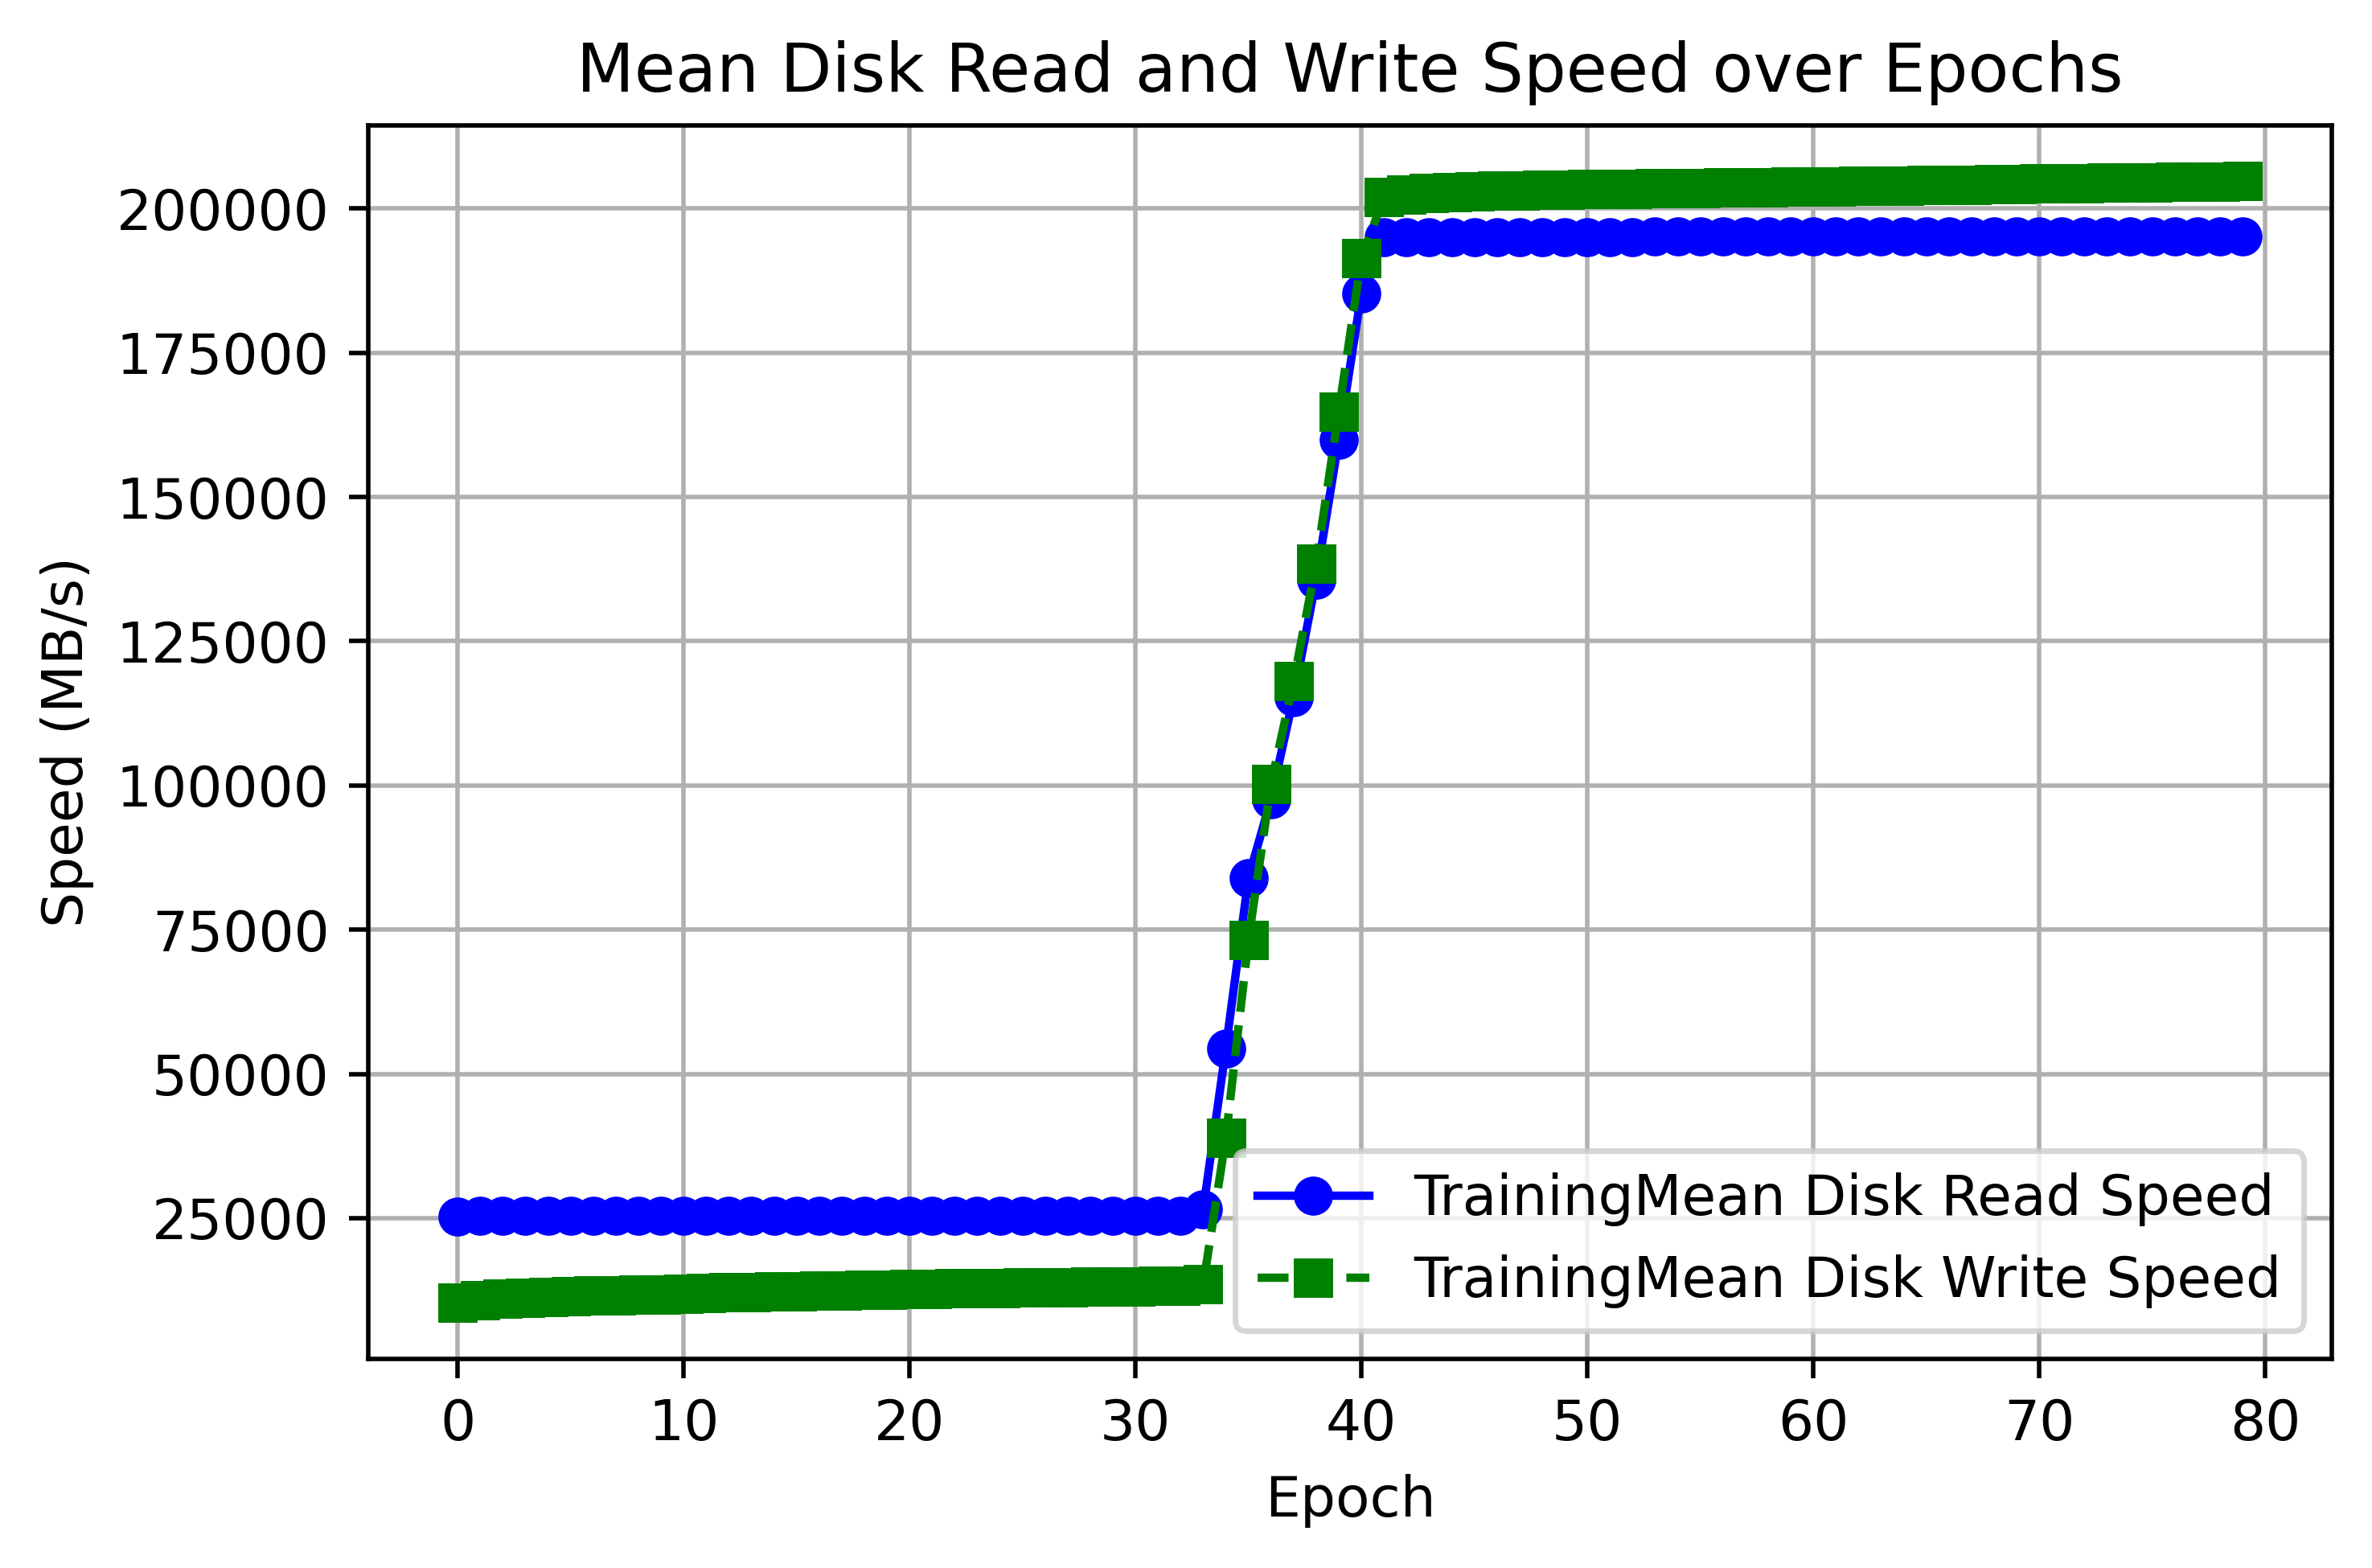 Mean Disk Read and Write Speed over Epochs
Speed (MB/s)
200000
175000
150000
125000
100000
75000
50000
25000
TrainingMean Disk Read Speed
TrainingMean Disk Write Speed
0 10 20 30 40 50 60 70 80
Epoch